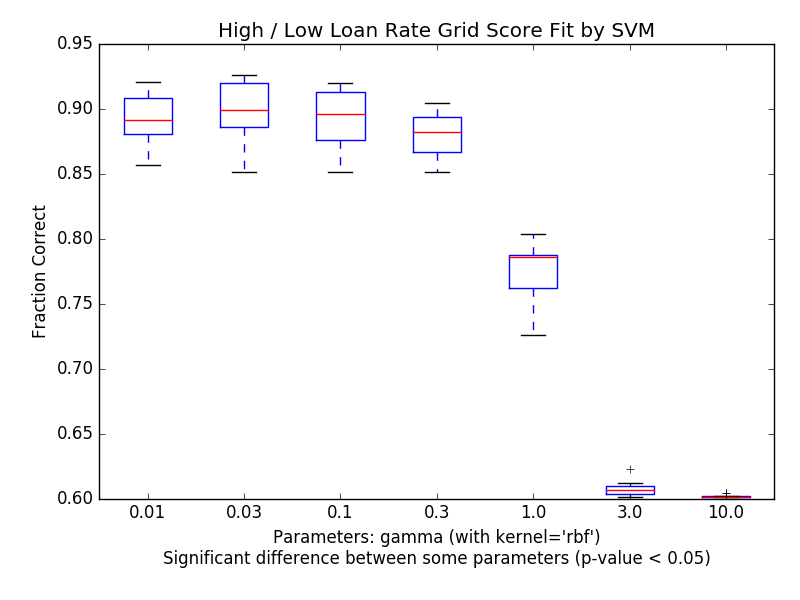 High / Low Loan Rate Grid Score Fit by SVM
0.95
0.90
0.85
0.80
0.75
0.70
0.65
0.60
Fraction Correct
0.01 0.03 0.1 0.3 1.0 3.0 10.0
Parameters: gamma (with kernel='rbf')
Significant difference between some parameters (p-value < 0.05)